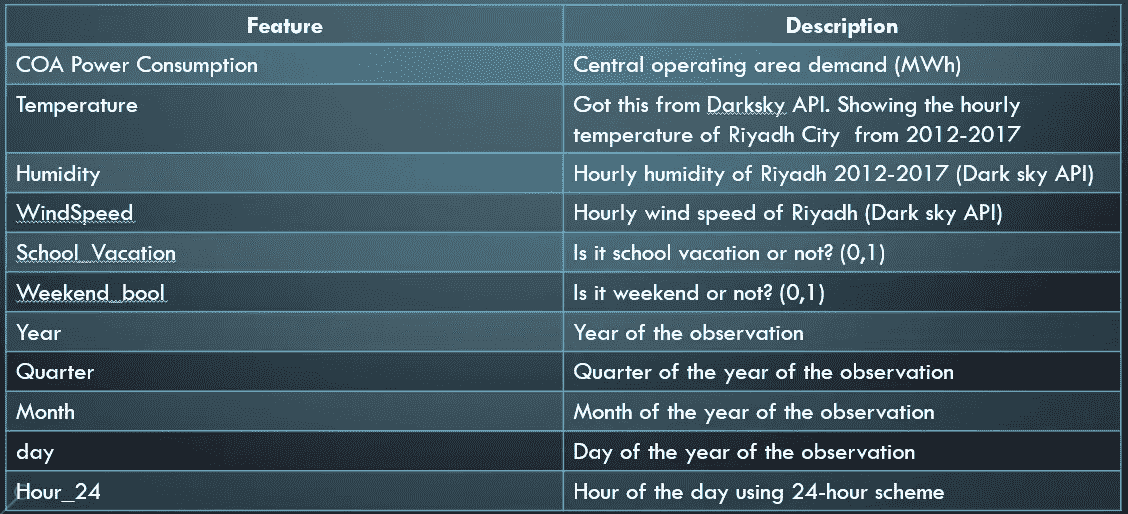 Feature Description
COA Power Consumption Central operating area demand (MWh)
Temperature Got this from Darksky API. Showing the hourly
temperature of Riyadh City from 2012-2017
Humidity Hourly humidity of Riyadh 2012-2017 (Dark sky API)
WindSpeed Hourly wind speed of Riyadh (Dark sky API)
School_Vacation Is it school vacation or not? (0,1)
Weekend_bool Is it weekend or not? (0,1)
Year Year of the observation
Quarter Quarter of the year of the observation
Month Month of the year of the observation
day Day of the year of the observation
Hour_24 Hour of the day using 24-hour scheme